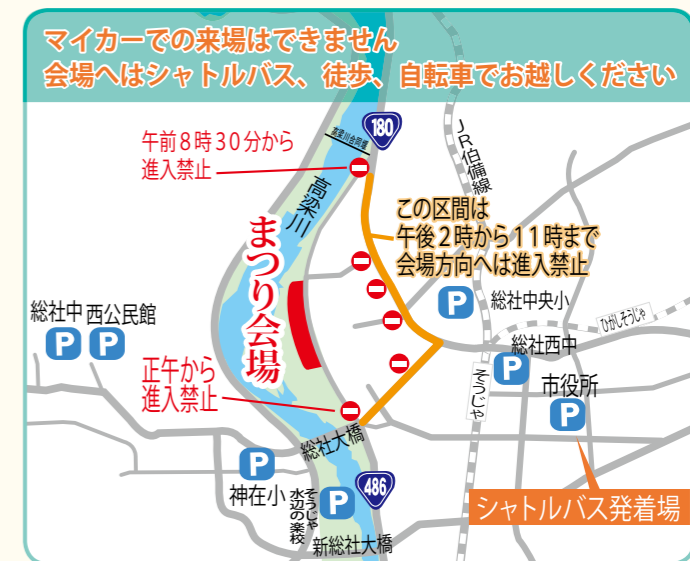 マイカーでの来場はできません
会場へはシャトルバス、徒歩、自転車でお越しください
180
高梁川合同堰
JR伯備線
午前8時30分から
進入禁止
高梁川
この区間は
午後2時から11時まで
会場方向へは進入禁止
まつり会場
P
総社中央小
ひがしそうじゃ
総社中
西公民館
P
P
総社西中
P
そうじゃ
正午から
進入禁止
市役所
P
総社大橋
P
神在小
そうじゃ
水辺の楽校
P
486
シャトルバス発着場
新総社大橋